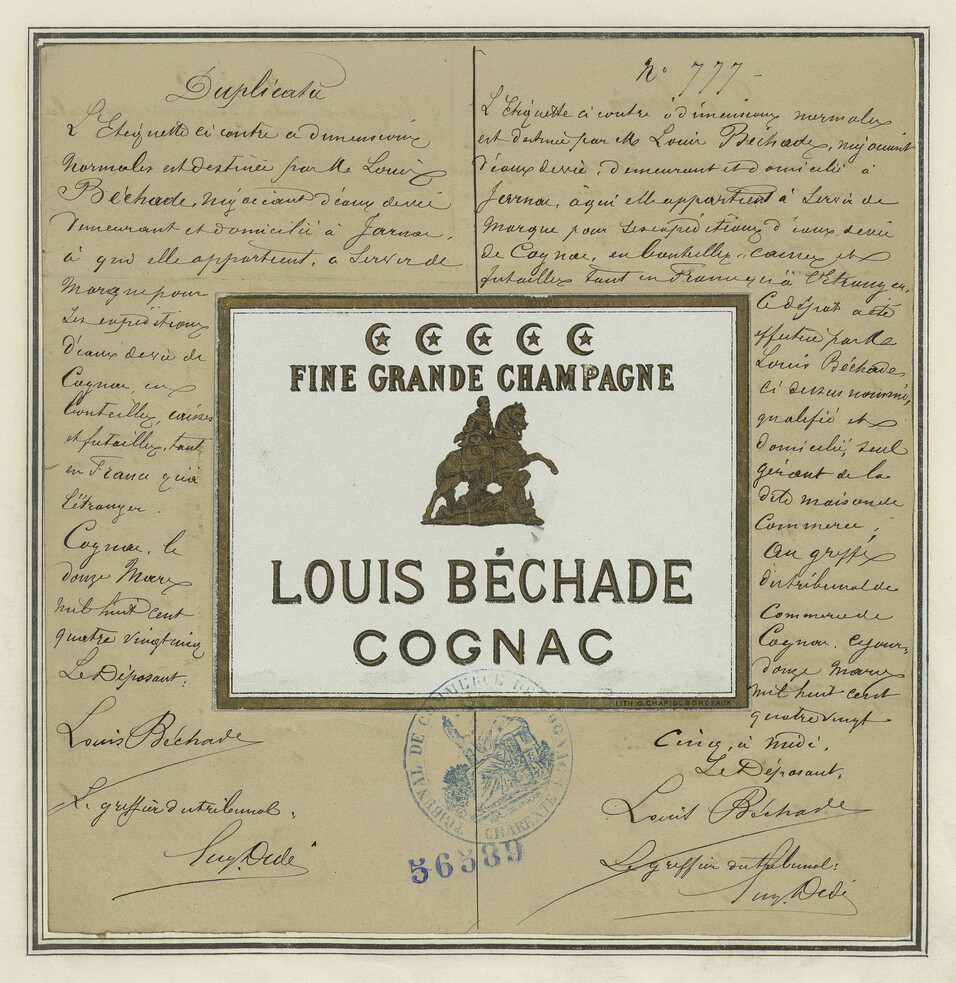 Duplicata
L'Etiquette ci contre a dimensions
normales est destinée par M Louis
Béchade, négociant d'eaux de vie
demeurant et domicilié à Jarnac,
à qui elle appartient, à servir de
Marque pour
ses expéditions
d'eaux de vie de
Cognac, en
bouteilles, caisses
et futailles, tant
en France qu'à
l'étranger.
Cognac, le
douze Mars
mil huit cent
quatre vingt cinq
Le Déposant:
Louis Béchade
Le greffier du tribunal.
N° 777
L'Etiquette ci contre à dimensions normales
est destinée par M Louis Béchade, négociant
d'eaux de vie, demeurant et domicilié à
Jarnac, à qui elle appartient à servir de
Marque pour ses expéditions d'eaux de vie
de Cognac, en bouteilles, caisses et
futailles tant en France qu'à l'Etranger.
Ce dépôt a été
effectué par M
Louis Béchade
ci dessus nommé,
qualifié et
domicilié, seul
gérant de la
dite maison de
Commerce;
au greffe
du tribunal de
Commerce de
Cognac, ce jour
douze Mars
mil huit cent
quatre vingt
cinq, à midi.
Le Déposant,
Louis Béchade
Le greffier du tribunal:
FINE GRANDE CHAMPAGNE
LOUIS BÉCHADE
COGNAC
LITH. G. CHARIOL BORDEAUX
TRIBUNAL DE COMMERCE DE COGNAC
CHARENTE
56589